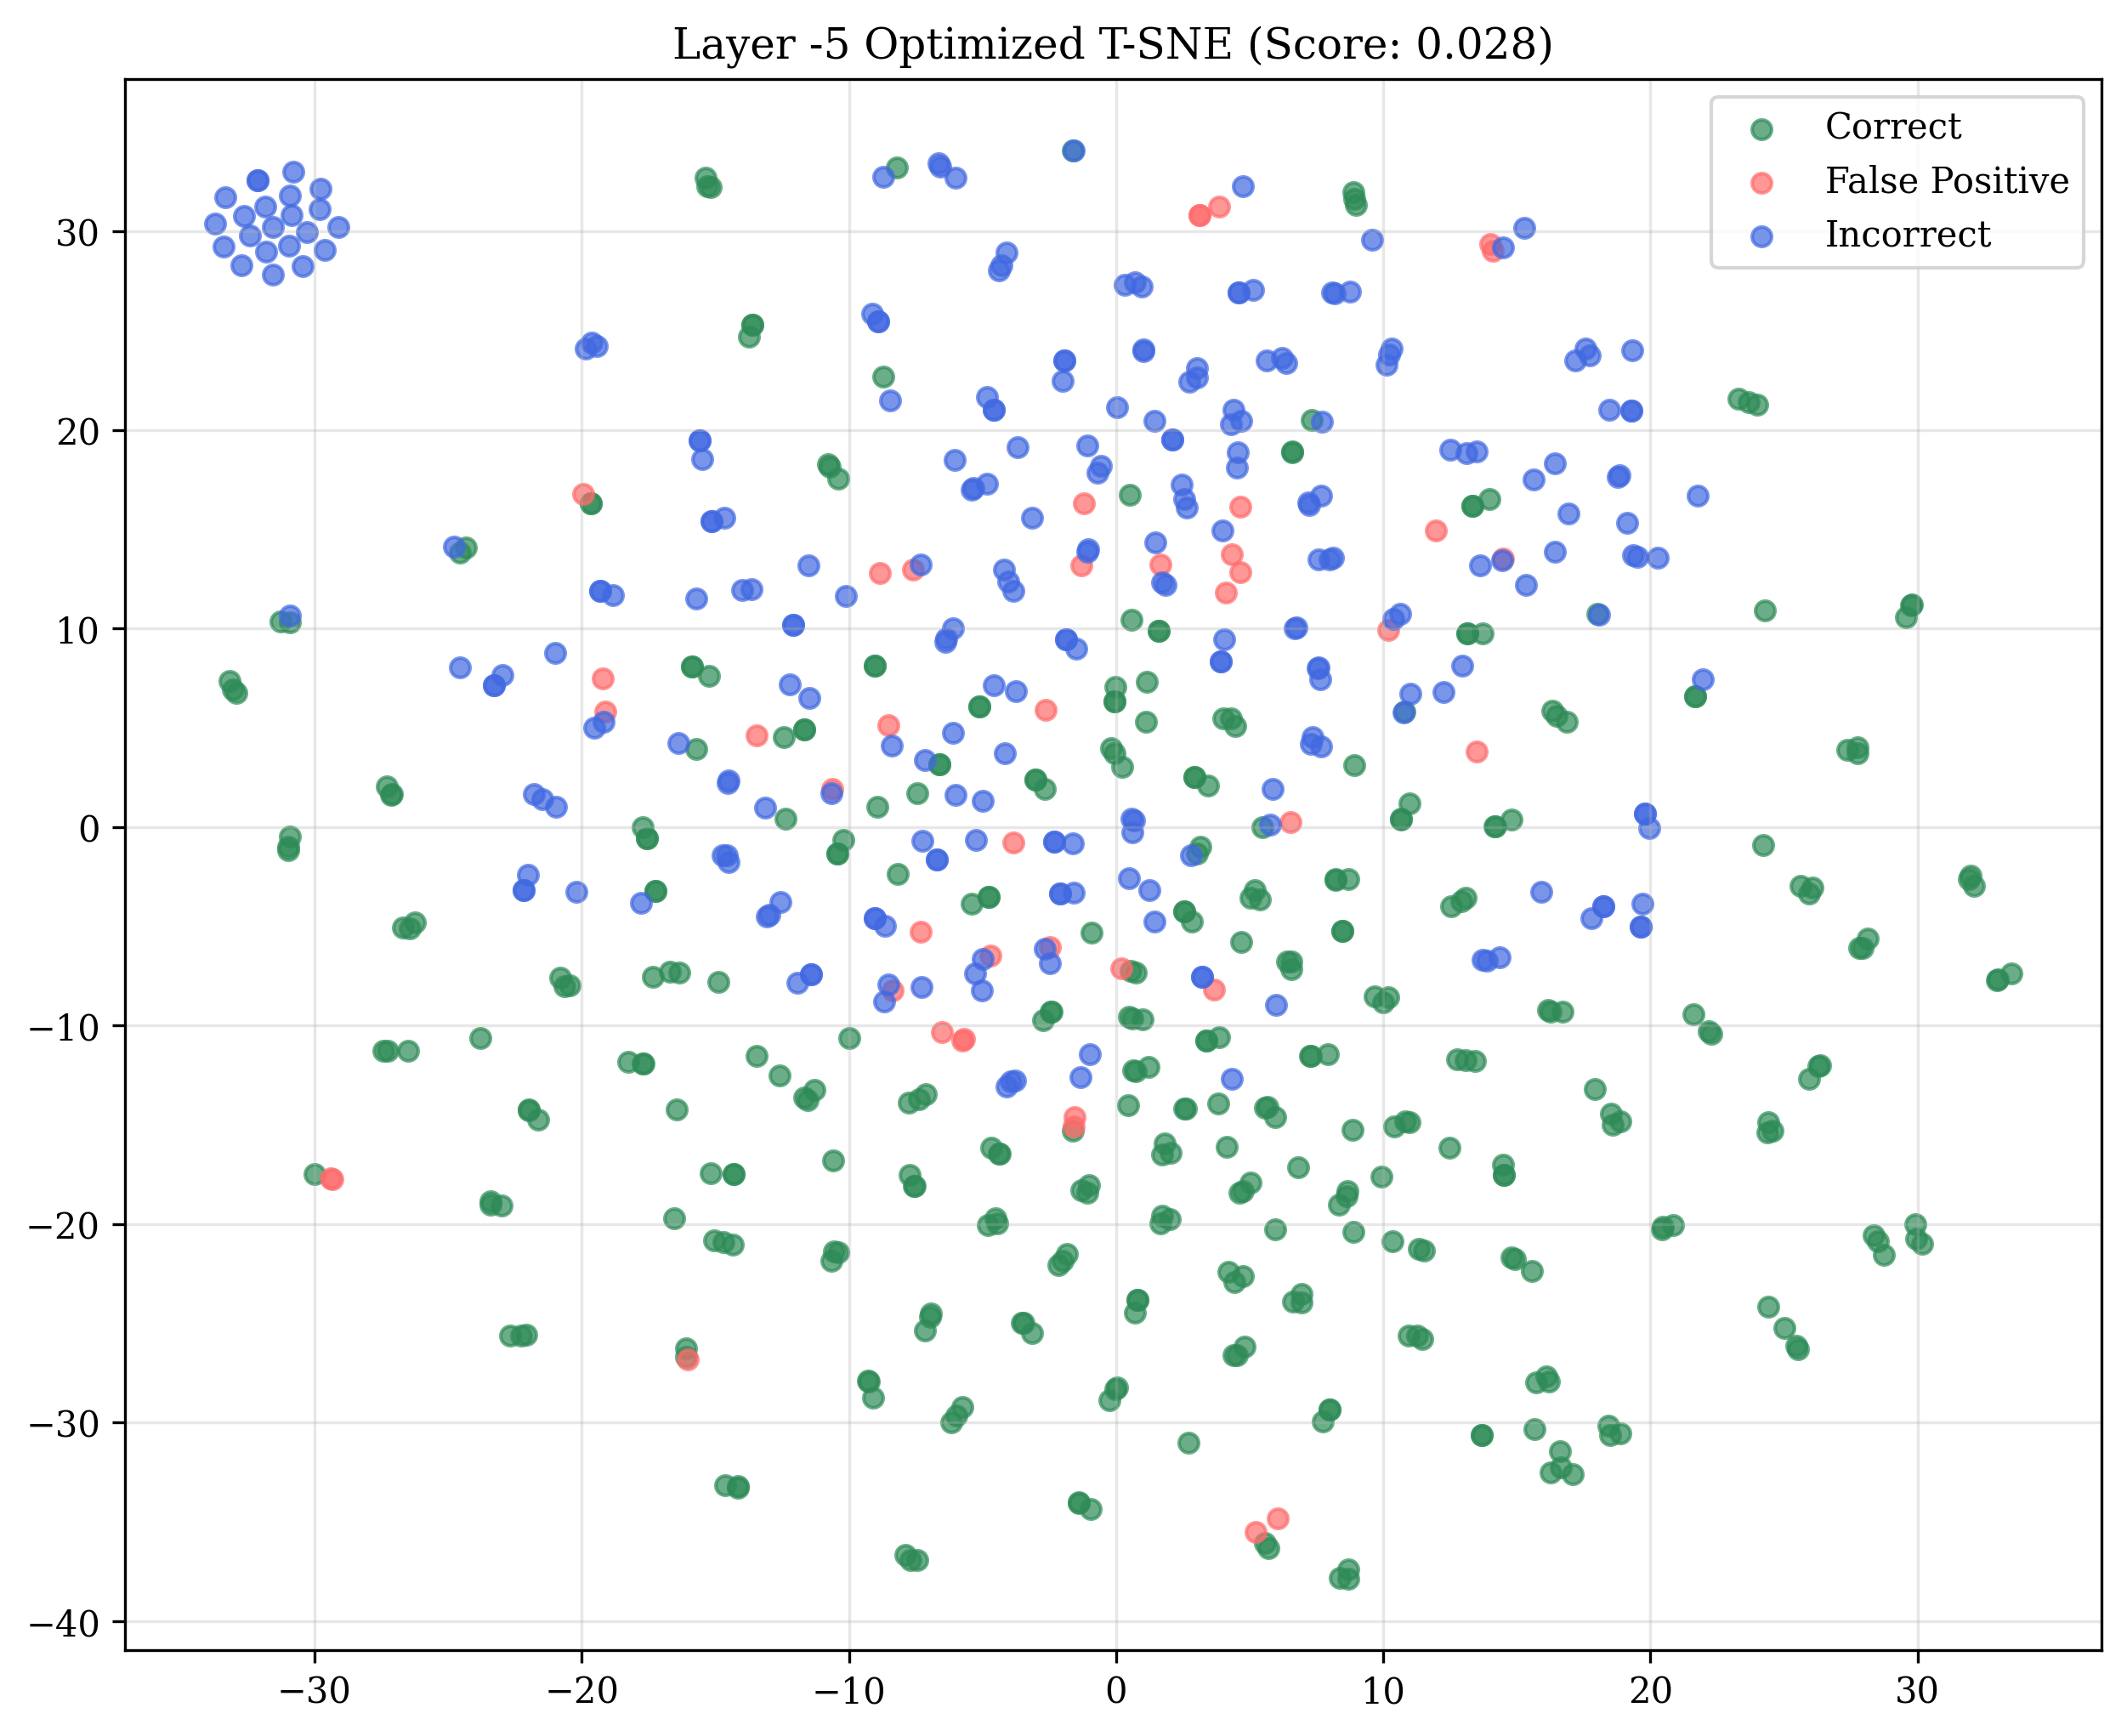 Layer -5 Optimized T-SNE (Score: 0.028)
Correct
False Positive
Incorrect
30
20
10
0
−10
−20
−30
−40
−30 −20 −10 0 10 20 30